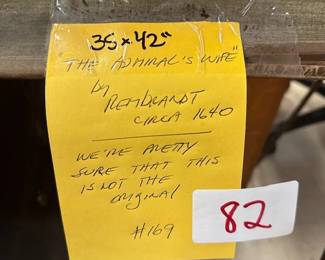 35 x 42"
"THE ADMIRAL'S WIFE"
by
REMBRANDT
CIRCA 1640
WE'RE PRETTY
SURE THAT THIS
IS NOT THE
ORIGINAL
#169
82